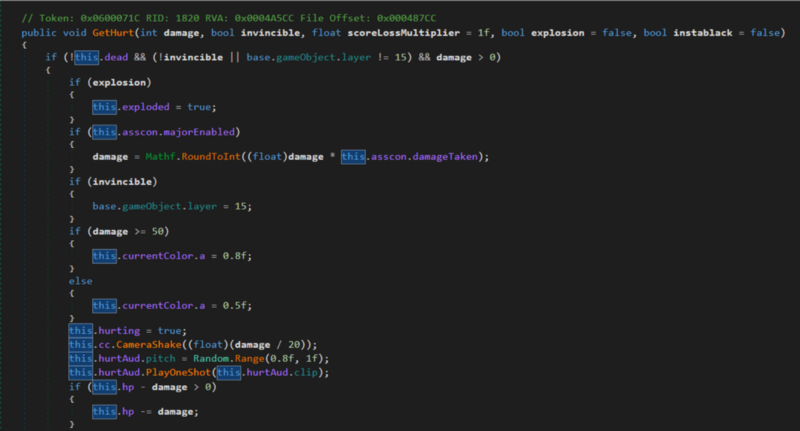 // Token: 0x0600071C RID: 1820 RVA: 0x0004A5CC File Offset: 0x000487CC
public void GetHurt(int damage, bool invincible, float scoreLossMultiplier = 1f, bool explosion = false, bool instablack = false)
{
if (!this.dead && (!invincible || base.gameObject.layer != 15) && damage > 0)
{
if (explosion)
{
this.exploded = true;
}
if (this.asscon.majorEnabled)
{
damage = Mathf.RoundToInt((float)damage * this.asscon.damageTaken);
}
if (invincible)
{
base.gameObject.layer = 15;
}
if (damage >= 50)
{
this.currentColor.a = 0.8f;
}
else
{
this.currentColor.a = 0.5f;
}
this.hurting = true;
this.cc.CameraShake((float)(damage / 20));
this.hurtAud.pitch = Random.Range(0.8f, 1f);
this.hurtAud.PlayOneShot(this.hurtAud.clip);
if (this.hp - damage > 0)
{
this.hp -= damage;
}